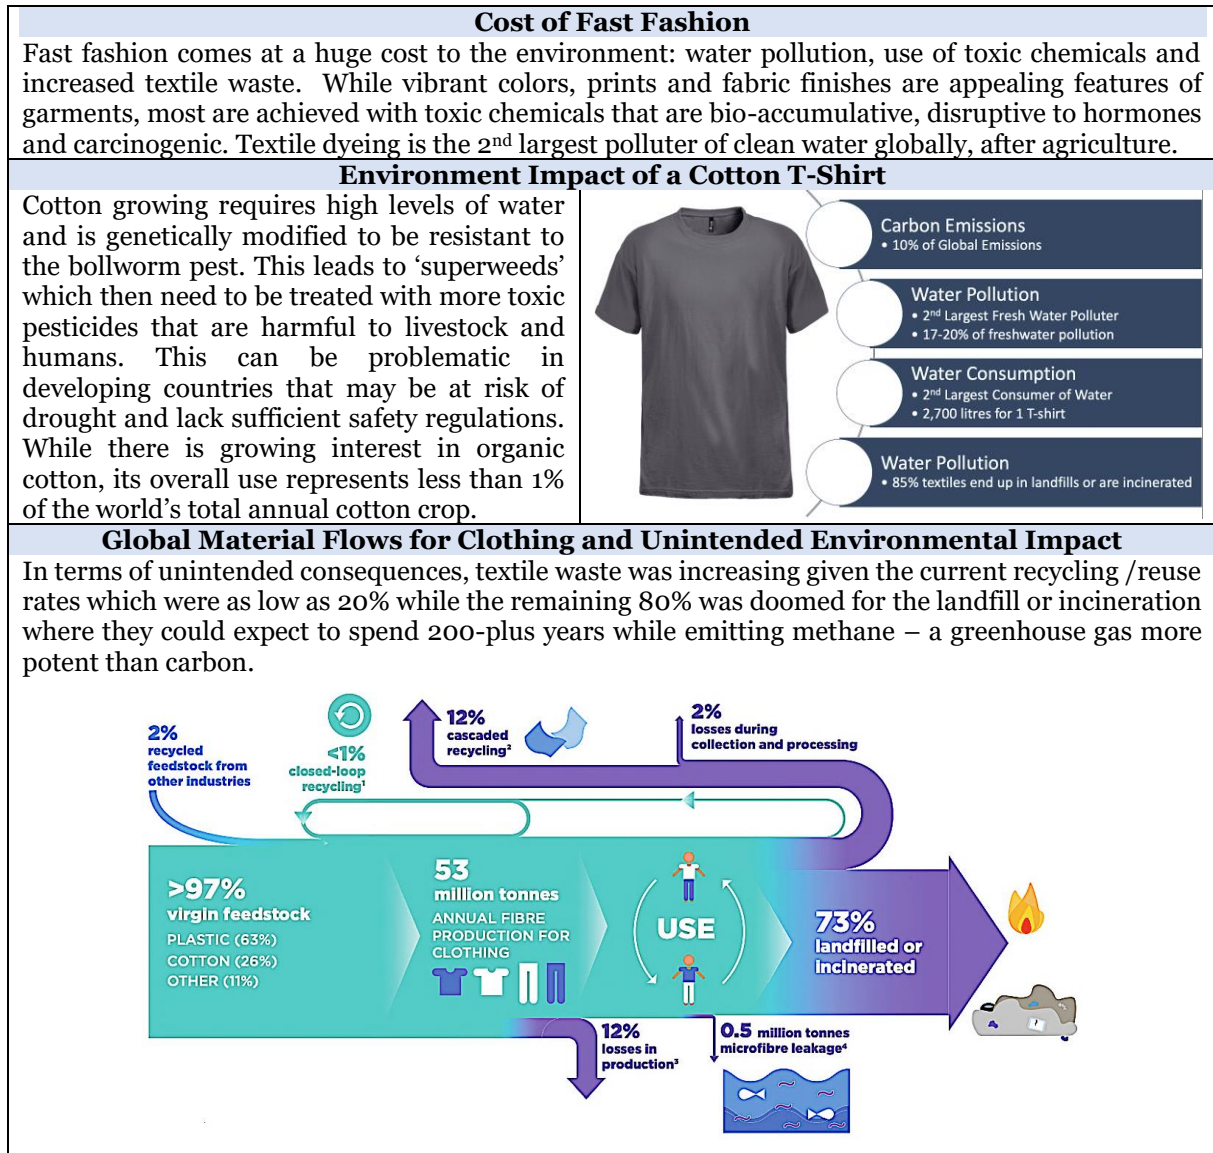 Cost of Fast Fashion
Fast fashion comes at a huge cost to the environment: water pollution, use of toxic chemicals and
increased textile waste.  While vibrant colors, prints and fabric finishes are appealing features of
garments, most are achieved with toxic chemicals that are bio-accumulative, disruptive to hormones
and carcinogenic. Textile dyeing is the 2nd largest polluter of clean water globally, after agriculture.
Environment Impact of a Cotton T-Shirt
Cotton growing requires high levels of water
and is genetically modified to be resistant to
the bollworm pest. This leads to ‘superweeds’
which then need to be treated with more toxic
pesticides that are harmful to livestock and
humans. This can be problematic in
developing countries that may be at risk of
drought and lack sufficient safety regulations.
While there is growing interest in organic
cotton, its overall use represents less than 1%
of the world’s total annual cotton crop.
Carbon Emissions
• 10% of Global Emissions
Water Pollution
• 2nd Largest Fresh Water Polluter
• 17-20% of freshwater pollution
Water Consumption
• 2nd Largest Consumer of Water
• 2,700 litres for 1 T-shirt
Water Pollution
• 85% textiles end up in landfills or are incinerated
Global Material Flows for Clothing and Unintended Environmental Impact
In terms of unintended consequences, textile waste was increasing given the current recycling /reuse
rates which were as low as 20% while the remaining 80% was doomed for the landfill or incineration
where they could expect to spend 200-plus years while emitting methane – a greenhouse gas more
potent than carbon.
2%
recycled
feedstock from
other industries
<1%
closed-loop
recycling1
12%
cascaded
recycling2
2%
losses during
collection and processing
>97%
virgin feedstock
PLASTIC (63%)
COTTON (26%)
OTHER (11%)
53
million tonnes
ANNUAL FIBRE
PRODUCTION FOR
CLOTHING
USE
73%
landfilled or
incinerated
12%
losses in
production3
0.5 million tonnes
microfibre leakage4